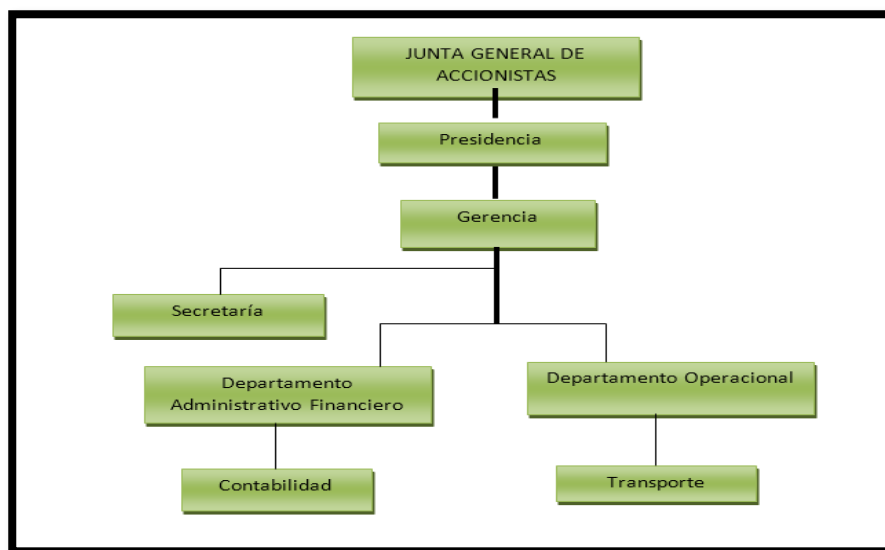 JUNTA GENERAL DE
ACCIONISTAS
Presidencia
Gerencia
Secretaría
Departamento
Administrativo Financiero
Departamento Operacional
Contabilidad
Transporte